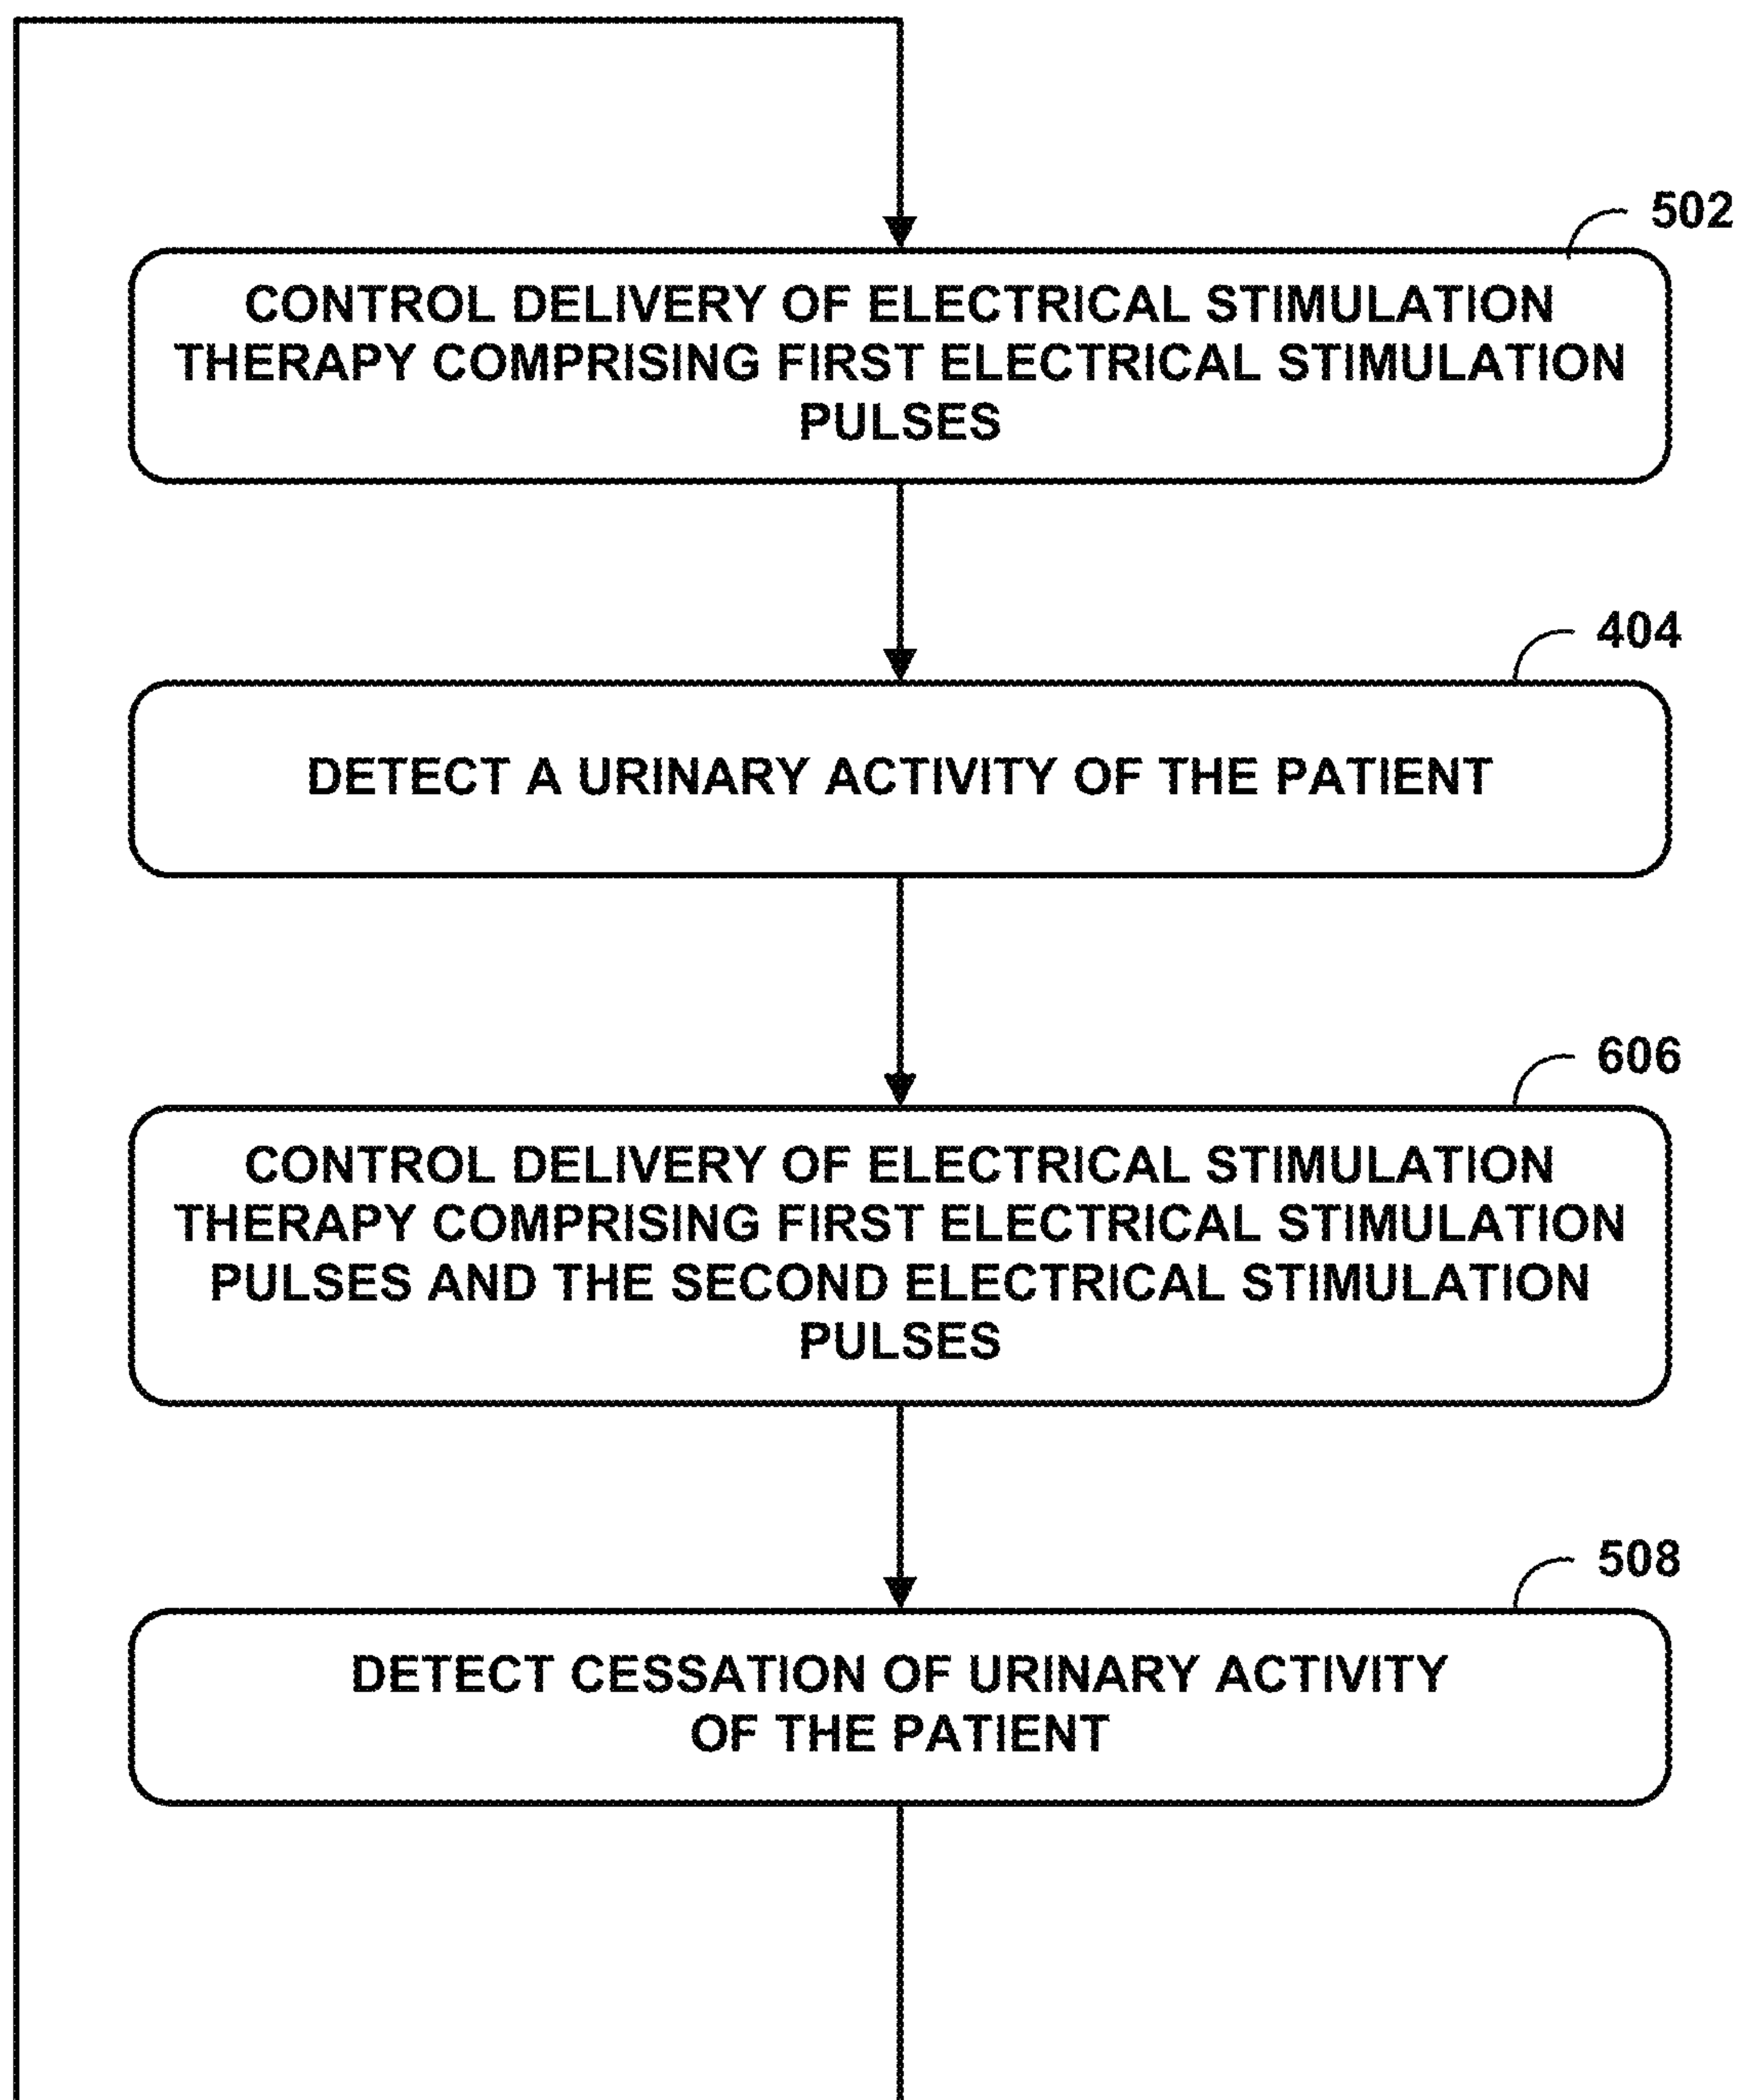 502
CONTROL DELIVERY OF ELECTRICAL STIMULATION
THERAPY COMPRISING FIRST ELECTRICAL STIMULATION
PULSES
404
DETECT A URINARY ACTIVITY OF THE PATIENT
606
CONTROL DELIVERY OF ELECTRICAL STIMULATION
THERAPY COMPRISING FIRST ELECTRICAL STIMULATION
PULSES AND THE SECOND ELECTRICAL STIMULATION
PULSES
508
DETECT CESSATION OF URINARY ACTIVITY
OF THE PATIENT